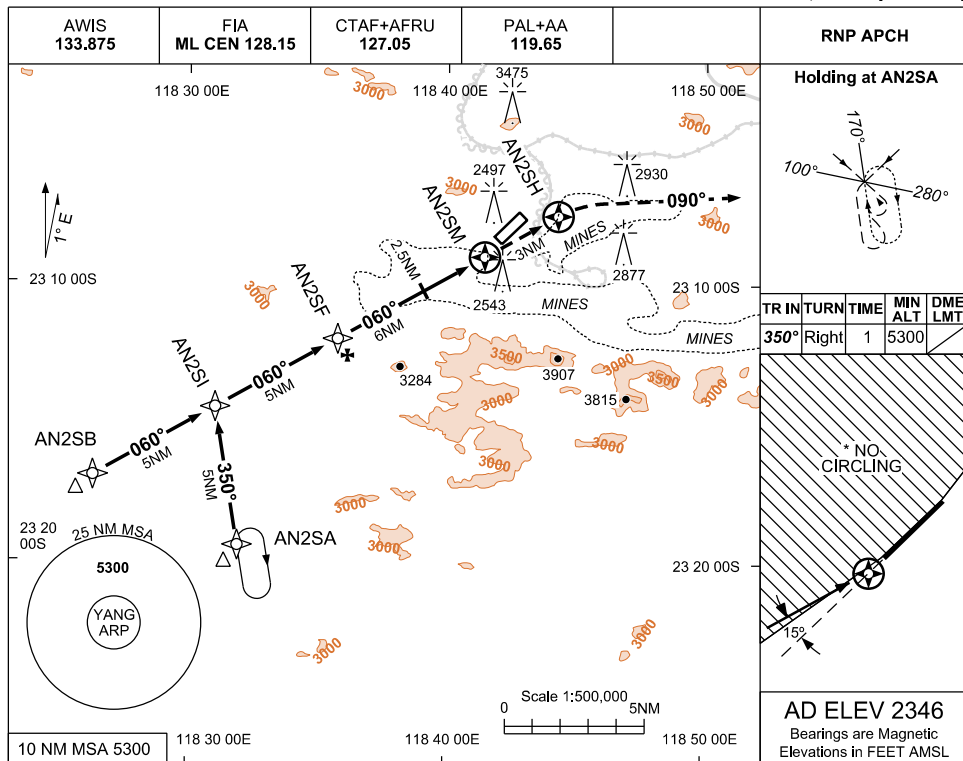 AWIS
133.875
FIA
ML CEN 128.15
CTAF+AFRU
127.05
PAL+AA
119.65
RNP APCH
118 30 00E
3000
118 40 00E
3475
118 50 00E
3000
Holding at AN2SA
170°
100°
280°
1° E
AN2SH
2497
3000
2930
AN2SM
090°
3000
3NM
MINES
23 10 00S
2.5NM
2877
23 10 00S
3000
2543
MINES
AN2SF
060°
6NM
MINES
TR IN
TURN
TIME
MIN
ALT
DME
LMT
350°
Right
1
5300
3500
3907
3000
3500
3000
3284
3815
AN2SI
060°
5NM
3000
3000
3000
* NO
CIRCLING
AN2SB
060°
5NM
350°
5NM
3000
23 20
00S
25 NM MSA
5300
AN2SA
3000
23 20 00S
YANG
ARP
15°
3000
3000
Scale 1:500,000
0
5NM
AD ELEV 2346
Bearings are Magnetic
Elevations in FEET AMSL
10 NM MSA 5300
118 30 00E
118 40 00E
118 50 00E